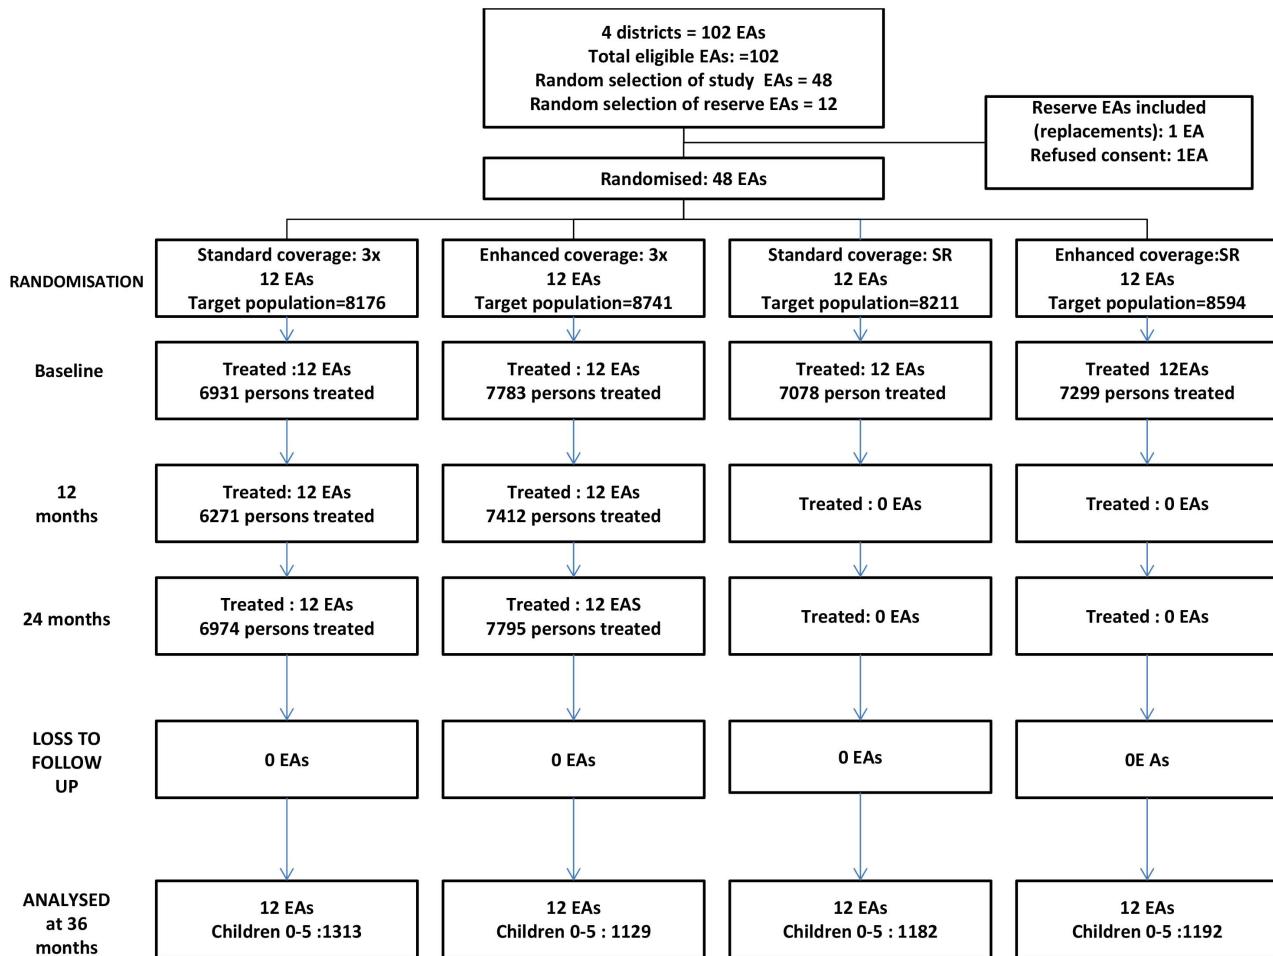 4 districts = 102 EAs
Total eligible EAs: =102
Random selection of study EAs = 48
Random selection of reserve EAs = 12
Reserve EAs included
(replacements): 1 EA
Refused consent: 1EA
Randomised: 48 EAs
RANDOMISATION
Standard coverage: 3x
12 EAs
Target population=8176
Enhanced coverage: 3x
12 EAs
Target population=8741
Standard coverage: SR
12 EAs
Target population=8211
Enhanced coverage:SR
12 EAs
Target population=8594
Baseline
Treated :12 EAs
6931 persons treated
Treated : 12 EAs
7783 persons treated
Treated: 12 EAs
7078 person treated
Treated 12EAs
7299 persons treated
12
months
Treated: 12 EAs
6271 persons treated
Treated : 12 EAs
7412 persons treated
Treated : 0 EAs
Treated : 0 EAs
24 months
Treated : 12 EAs
6974 persons treated
Treated : 12 EAS
7795 persons treated
Treated: 0 EAs
Treated : 0 EAs
LOSS TO
FOLLOW
UP
0 EAs
0 EAs
0 EAs
0E As
ANALYSED
at 36
months
12 EAs
Children 0-5 :1313
12 EAs
Children 0-5 : 1129
12 EAs
Children 0-5 : 1182
12 EAs
Children 0-5 :1192